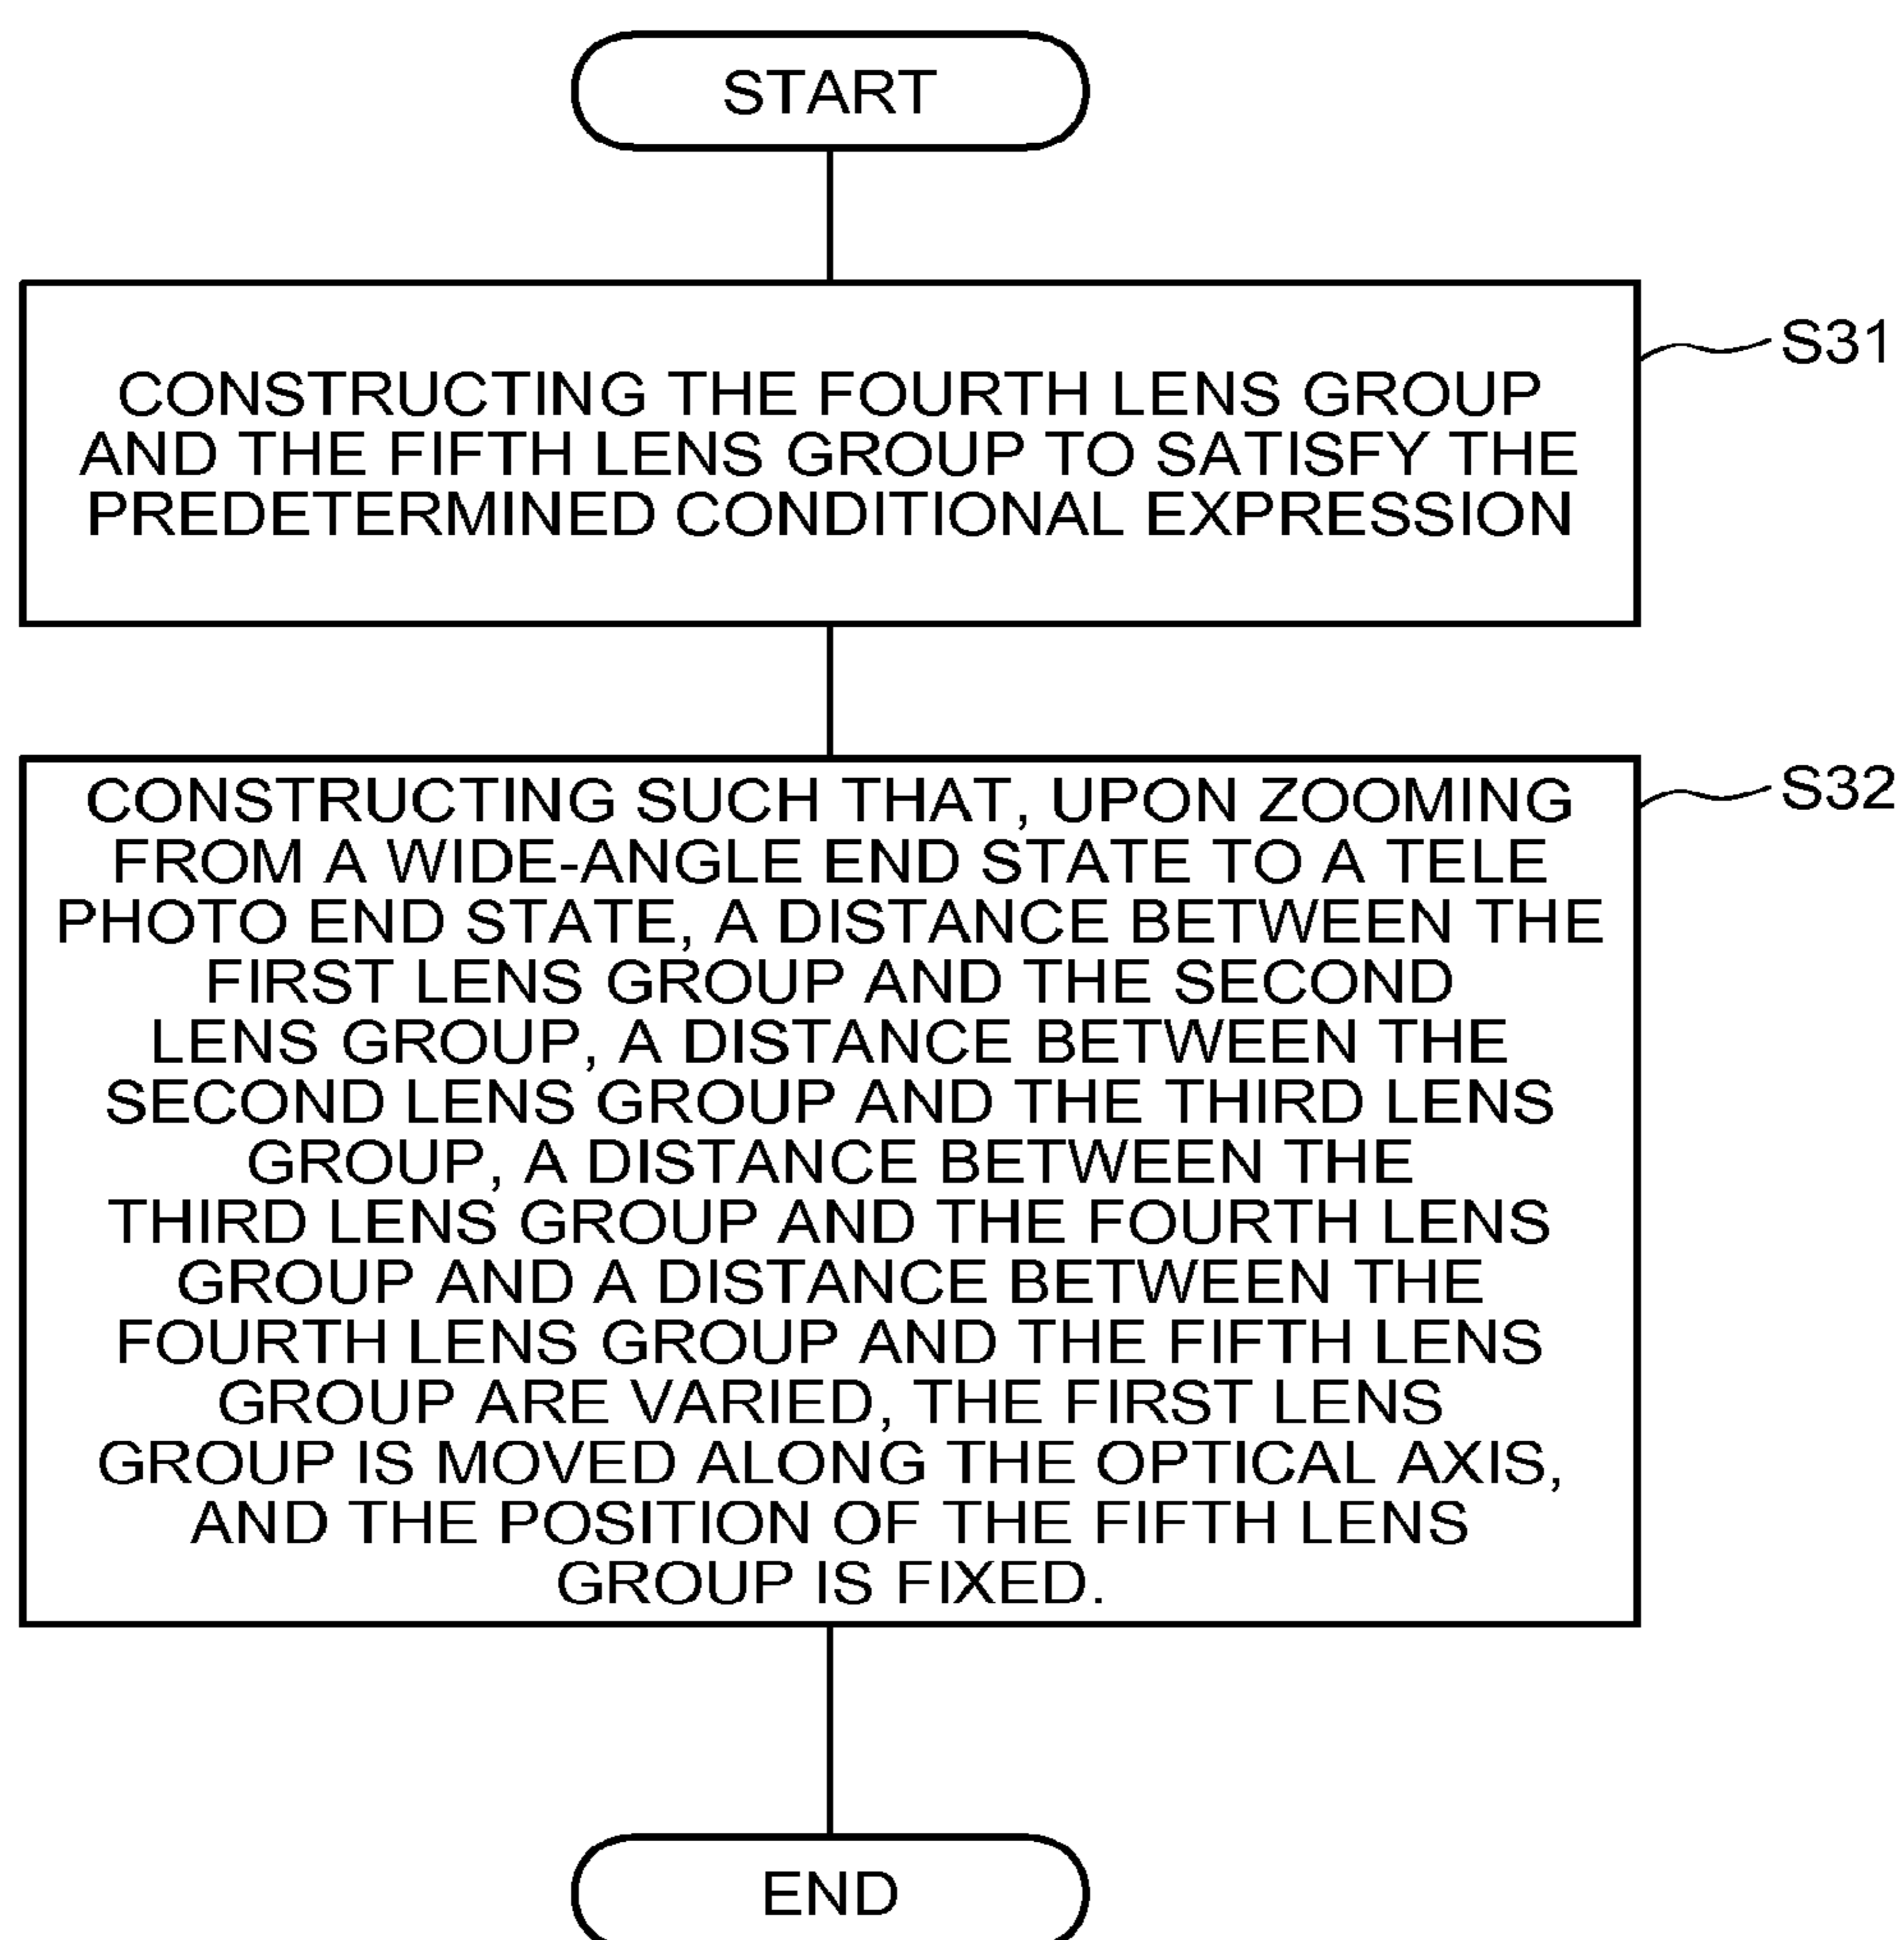 START
CONSTRUCTING THE FOURTH LENS GROUP
AND THE FIFTH LENS GROUP TO SATISFY THE
PREDETERMINED CONDITIONAL EXPRESSION
S31
CONSTRUCTING SUCH THAT, UPON ZOOMING
FROM A WIDE-ANGLE END STATE TO A TELE
PHOTO END STATE, A DISTANCE BETWEEN THE
FIRST LENS GROUP AND THE SECOND
LENS GROUP, A DISTANCE BETWEEN THE
SECOND LENS GROUP AND THE THIRD LENS
GROUP, A DISTANCE BETWEEN THE
THIRD LENS GROUP AND THE FOURTH LENS
GROUP AND A DISTANCE BETWEEN THE
FOURTH LENS GROUP AND THE FIFTH LENS
GROUP ARE VARIED, THE FIRST LENS
GROUP IS MOVED ALONG THE OPTICAL AXIS,
AND THE POSITION OF THE FIFTH LENS
GROUP IS FIXED.
S32
END